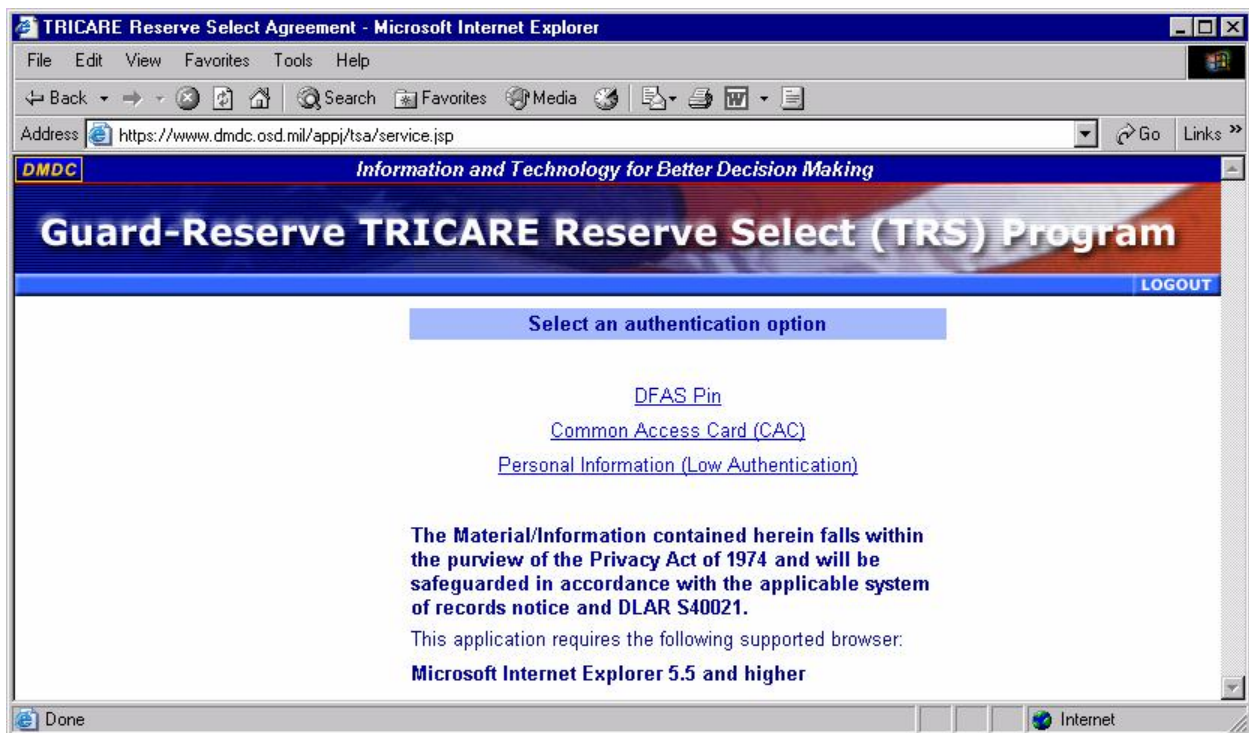 TRICARE Reserve Select Agreement - Microsoft Internet Explorer
File Edit View Favorites Tools Help
Back Search Favorites Media
Address https://www.dmdc.osd.mil/appj/tsa/service.jsp Go Links »
DMDC Information and Technology for Better Decision Making
Guard-Reserve TRICARE Reserve Select (TRS) Program
LOGOUT
Select an authentication option
DFAS Pin
Common Access Card (CAC)
Personal Information (Low Authentication)
The Material/Information contained herein falls within
the purview of the Privacy Act of 1974 and will be
safeguarded in accordance with the applicable system
of records notice and DLAR S40021.
This application requires the following supported browser:
Microsoft Internet Explorer 5.5 and higher
Done Internet